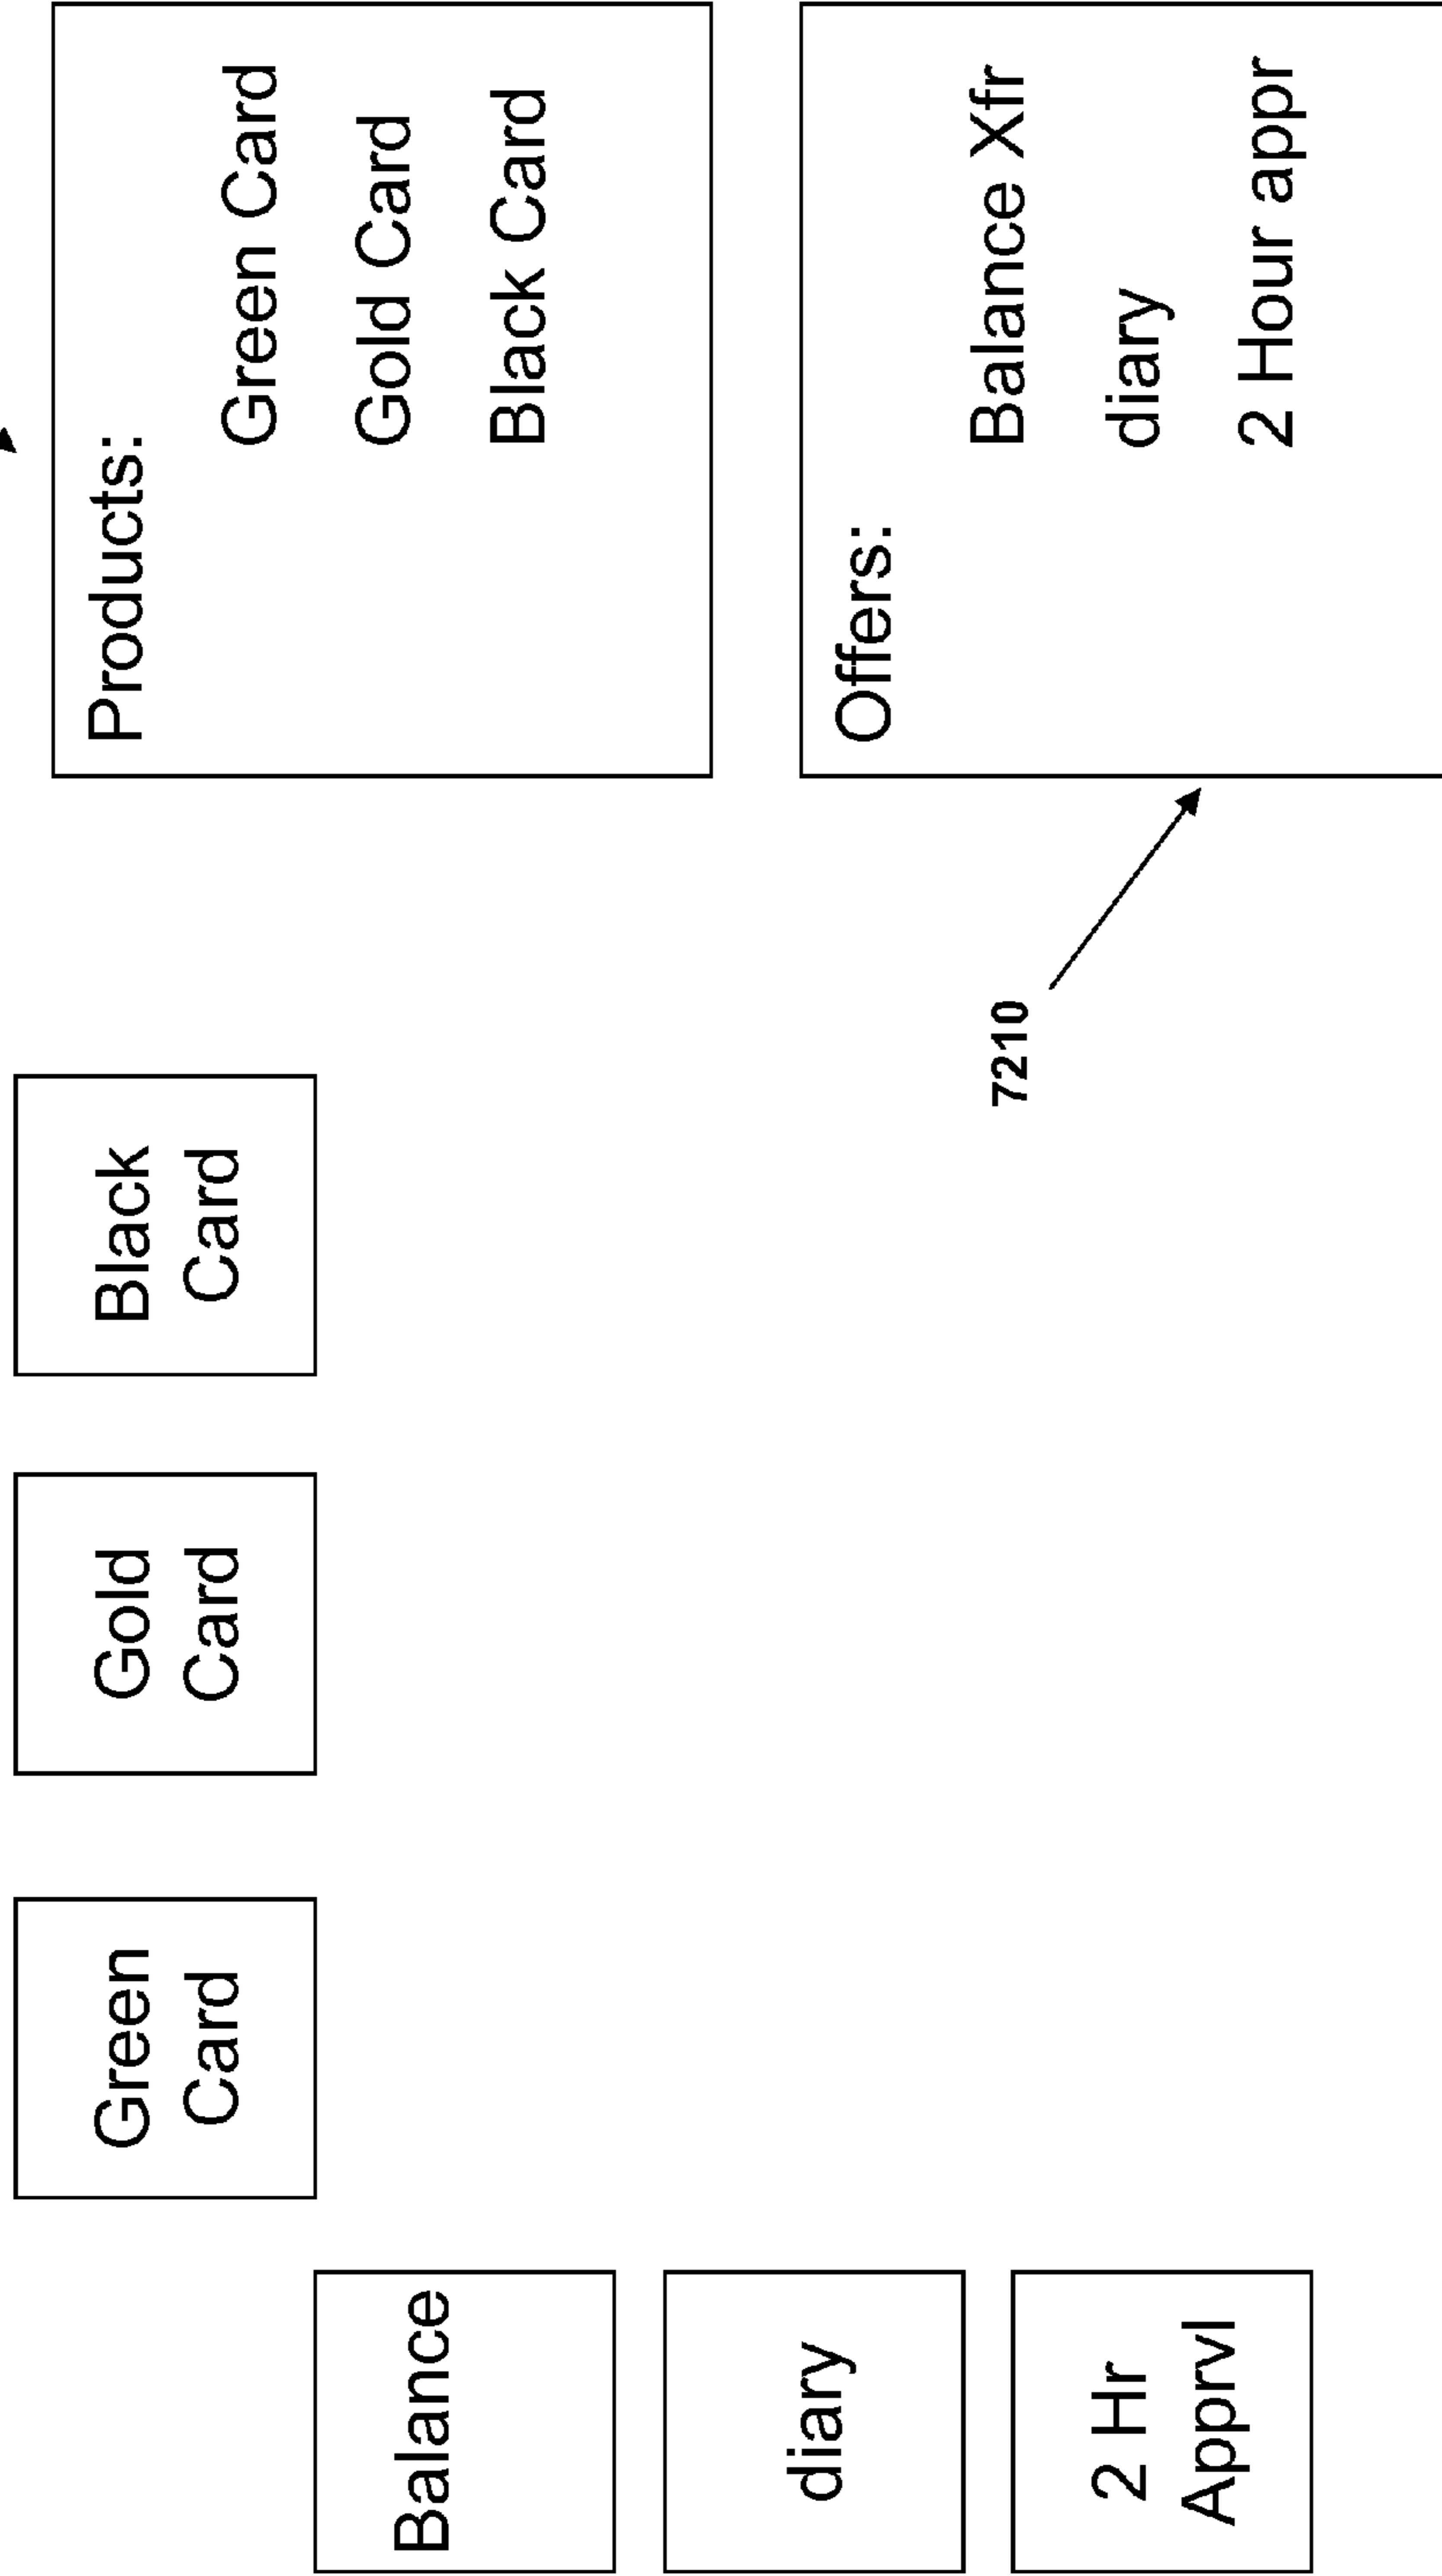 Green
Card
Gold
Card
Black
Card
Balance
diary
2 Hr
Apprvl
Products:
Green Card
Gold Card
Black Card
7210
Offers:
Balance Xfr
diary
2 Hour appr